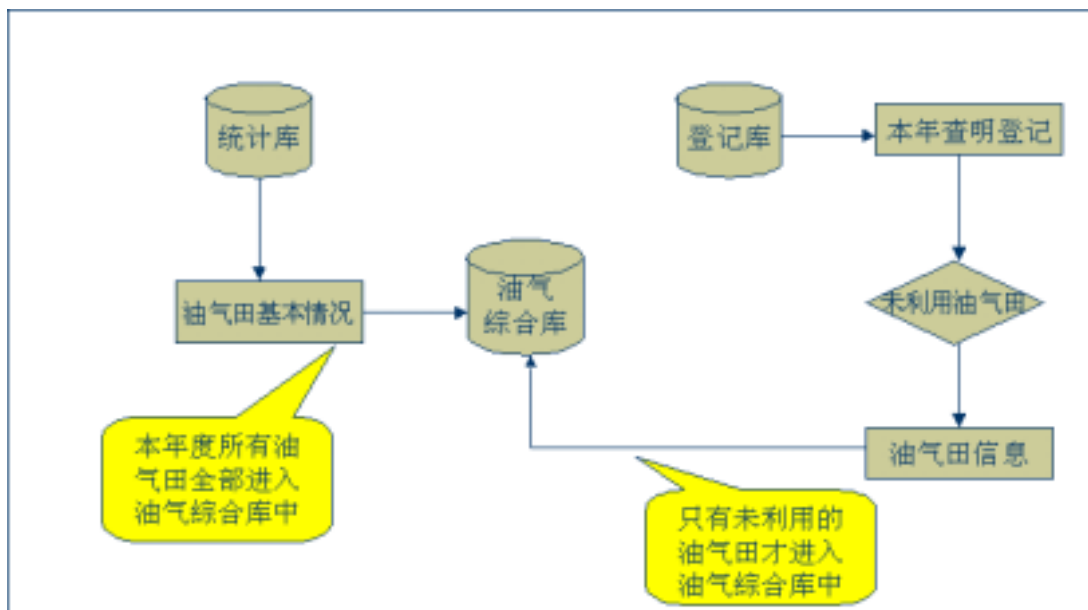 统计库
登记库
本年查明登记
油气田基本情况
油气
综合库
未利用油气田
本年度所有油
气田全部进入
油气综合库中
油气田信息
只有未利用的
油气田才进入
油气综合库中